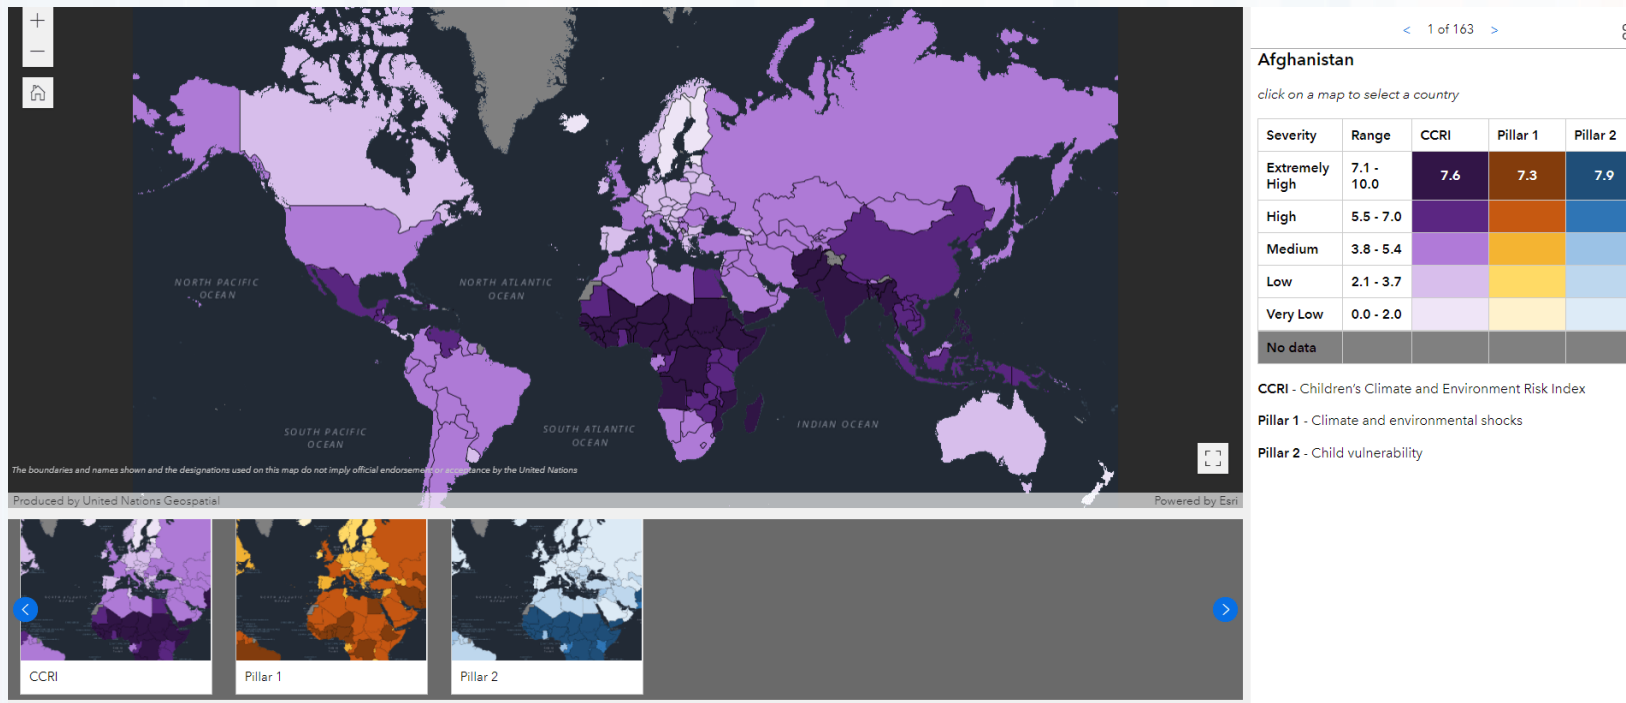 +
NORTH PACIFIC
OCEAN
NORTH ATLANTIC
OCEAN
SOUTH PACIFIC
OCEAN
SOUTH ATLANTIC
OCEAN
INDIAN OCEAN
The boundaries and names shown and the designations used on this map do not imply official endorsement or acceptance by the United Nations
Produced by United Nations Geospatial
Powered by Esri
CCRI
Pillar 1
Pillar 2
< 1 of 163 >
Afghanistan
click on a map to select a country
Severity Range CCRI Pillar 1 Pillar 2
Extremely High 7.1 - 10.0 7.6 7.3 7.9
High 5.5 - 7.0
Medium 3.8 - 5.4
Low 2.1 - 3.7
Very Low 0.0 - 2.0
No data
CCRI - Children's Climate and Environment Risk Index
Pillar 1 - Climate and environmental shocks
Pillar 2 - Child vulnerability